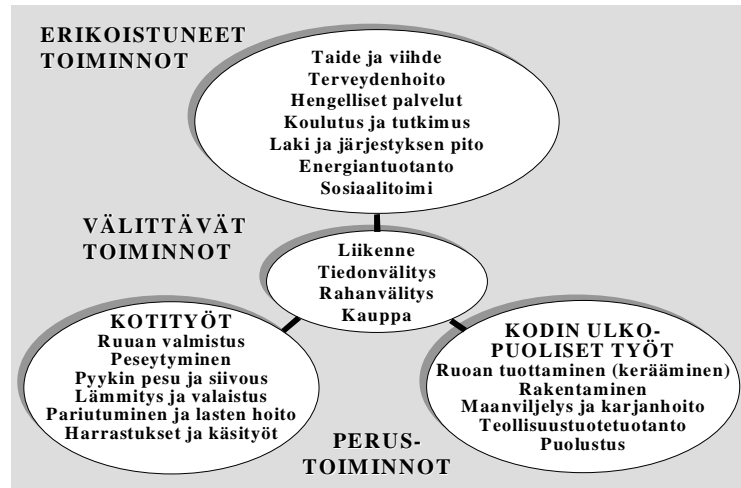 ERIKOISTUNEET
TOIMINNOT
Taide ja viihde
Terveydenhoito
Hengelliset palvelut
Koulutus ja tutkimus
Laki ja järjestyksen pito
Energiantuotanto
Sosiaalitoimi
VÄLITTÄVÄT
TOIMINNOT
Liikenne
Tiedonvälitys
Rahanvälitys
Kauppa
KOTITYÖT
Ruuan valmistus
Peseytyminen
Pyykin pesu ja siivous
Lämmitys ja valaistus
Pariutuminen ja lasten hoito
Harrastukset ja käsityöt
KODIN ULKO-
PUOLISET TYÖT
Ruoan tuottaminen (kerääminen)
Rakentaminen
Maanviljelys ja karjanhoito
Teollisuustuotetuotanto
Puolustus
PERUS-
TOIMINNOT